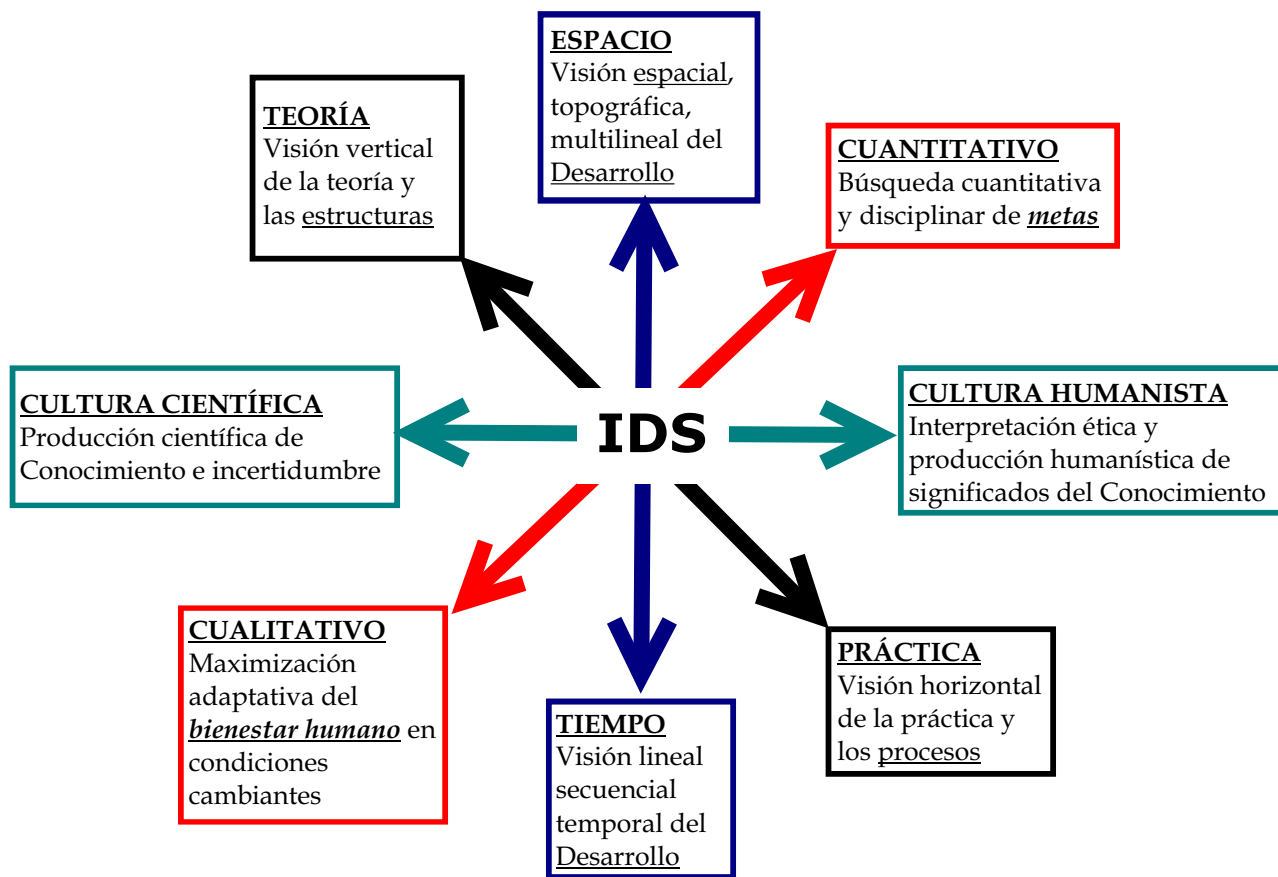 ESPACIO
Visión espacial,
topográfica,
multilineal del
Desarrollo
TEORÍA
Visión vertical
de la teoría y
las estructuras
CUANTITATIVO
Búsqueda cuantitativa
y disciplinar de metas
CULTURA CIENTÍFICA
Producción científica de
Conocimiento e incertidumbre
IDS
CULTURA HUMANISTA
Interpretación ética y
producción humanística de
significados del Conocimiento
CUALITATIVO
Maximización
adaptativa del
bienestar humano en
condiciones
cambiantes
TIEMPO
Visión lineal
secuencial
temporal del
Desarrollo
PRÁCTICA
Visión horizontal
de la práctica y
los procesos